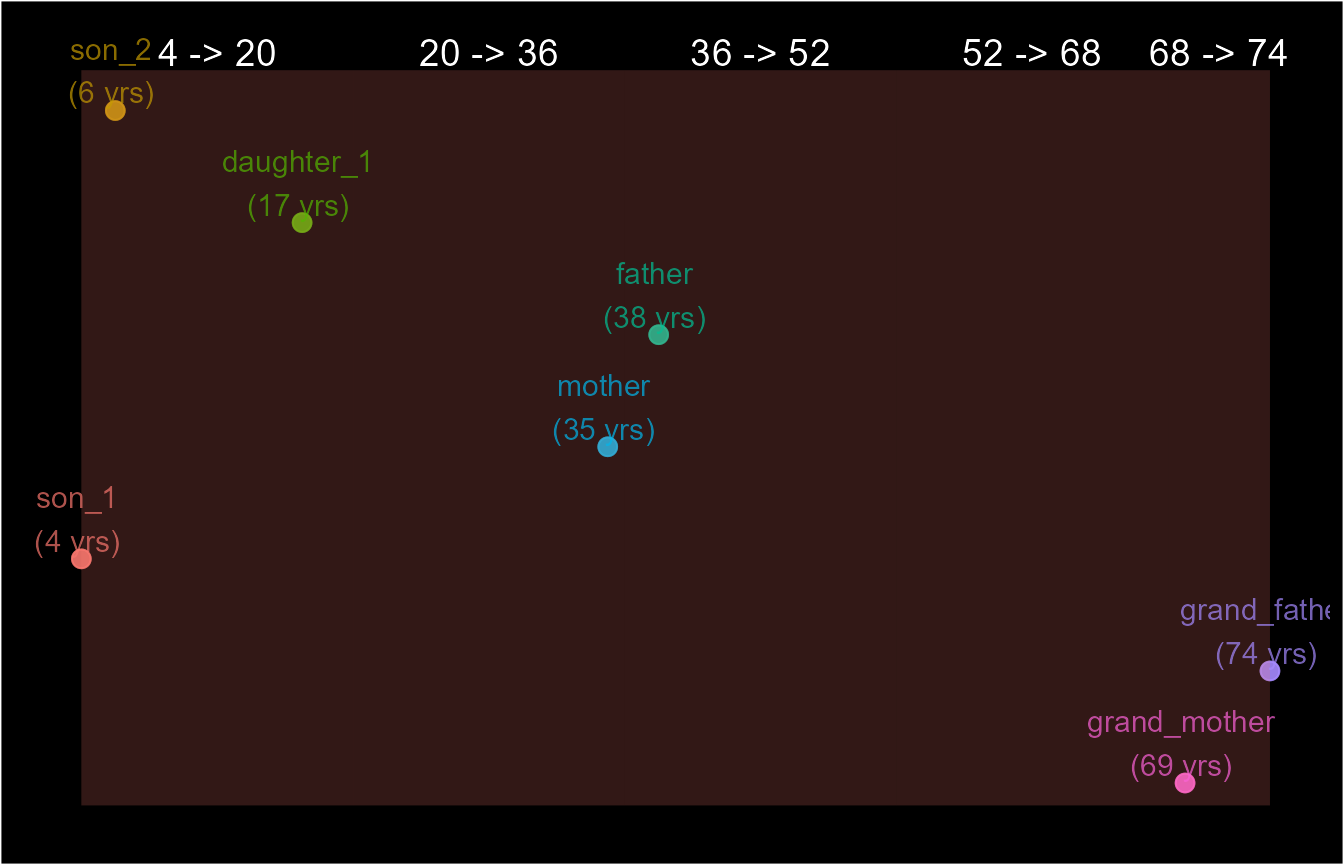 son_2
4 -> 20
20 -> 36
36 -> 52
52 -> 68
68 -> 74
(6 yrs)
daughter_1
(17 yrs)
father
(38 yrs)
mother
(35 yrs)
son_1
(4 yrs)
grand_fathe
(74 yrs)
grand_mother
(69 yrs)